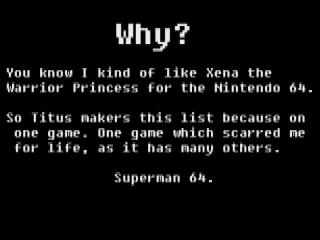 Why?
You know I kind of like Xena the
Warrior Princess for the Nintendo 64.
So Titus makers this list because on
one game. One game which scarred me
for life, as it has many others.
Superman 64.